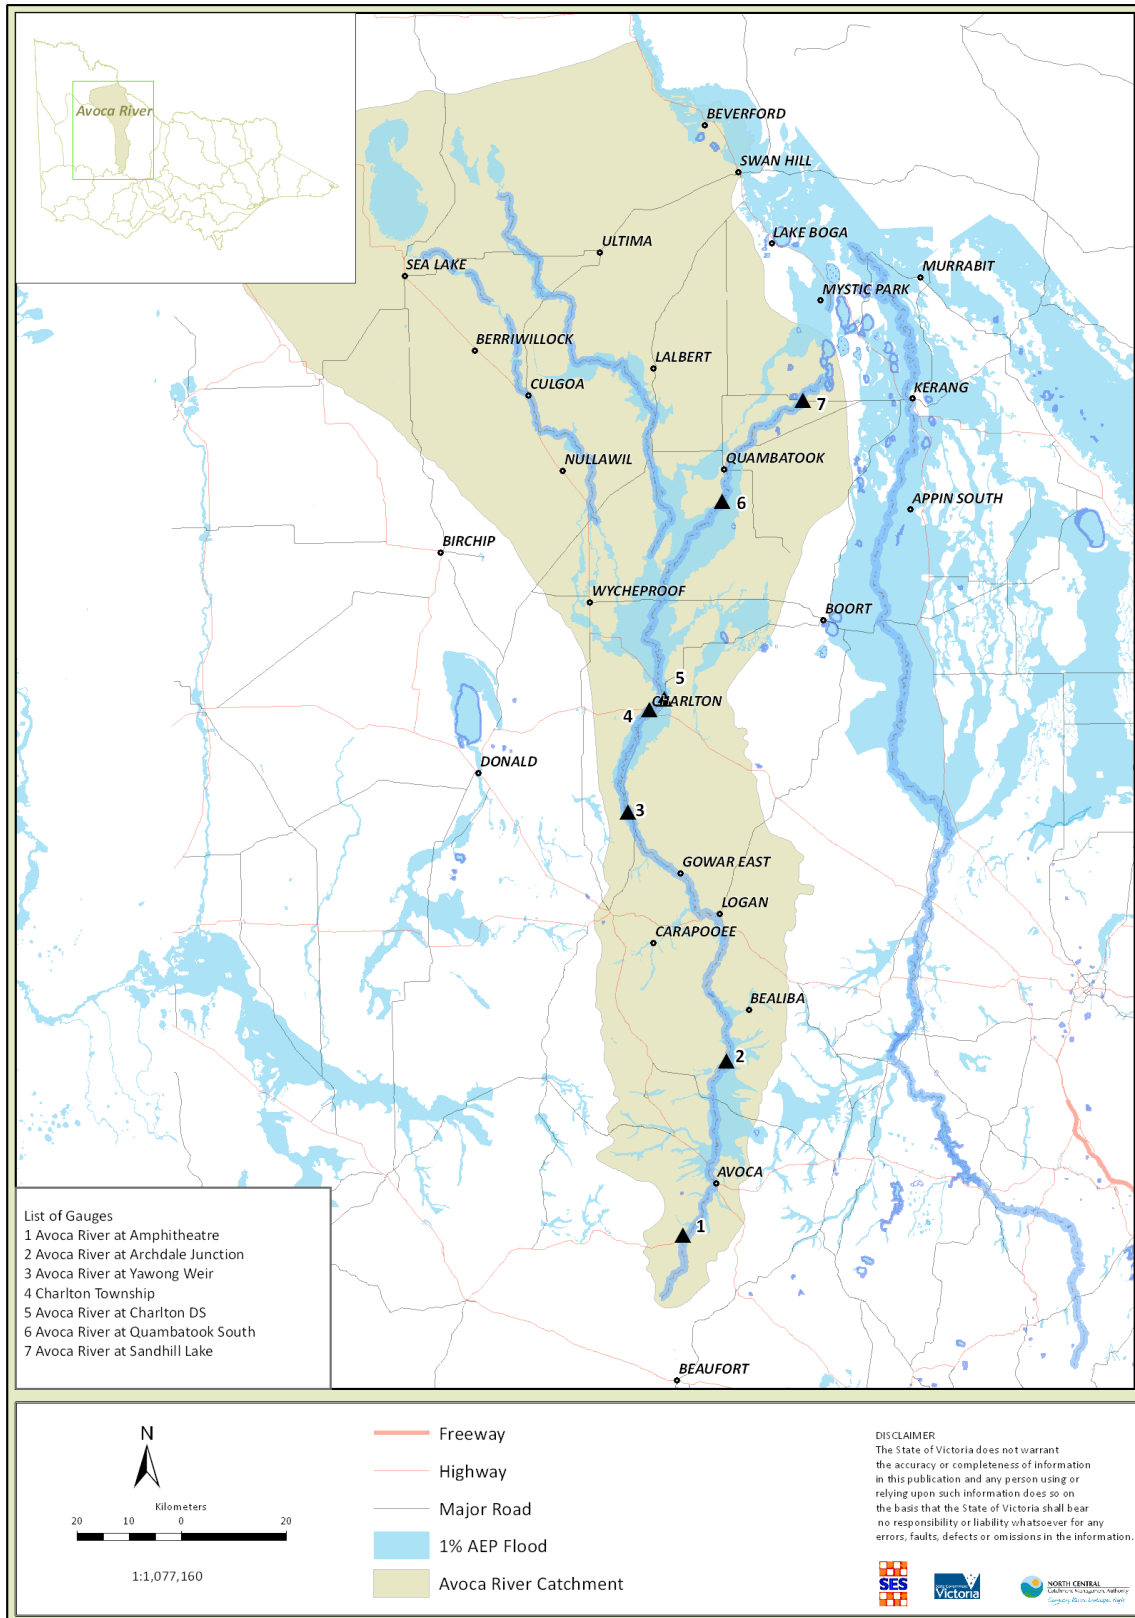 Avoca River
BEVERFORD
SWAN HILL
LAKE BOGA
ULTIMA
SEA LAKE
MURRABIT
MYSTIC PARK
BERRIWILLOCK
LALBERT
CULGOA
KERANG
7
QUAMBATOOK
NULLAWIL
6
APPIN SOUTH
BIRCHIP
WYCHEPROOF
BOORT
5
CHARLTON
4
DONALD
3
GOWAR EAST
LOGAN
CARAPOOEE
BEALIBA
2
AVOCA
1
BEAUFORT
List of Gauges
1 Avoca River at Amphitheatre
2 Avoca River at Archdale Junction
3 Avoca River at Yawong Weir
4 Charlton Township
5 Avoca River at Charlton DS
6 Avoca River at Quambatook South
7 Avoca River at Sandhill Lake
N
Kilometers
20 10 0 20
1:1,077,160
Freeway
Highway
Major Road
1% AEP Flood
Avoca River Catchment
DISCLAIMER
The State of Victoria does not warrant
the accuracy or completeness of information
in this publication and any person using or
relying upon such information does so on
the basis that the State of Victoria shall bear
no responsibility or liability whatsoever for any
errors, faults, defects or omissions in the information.
SES
Victoria
NORTH CENTRAL
Catchment Management Authority